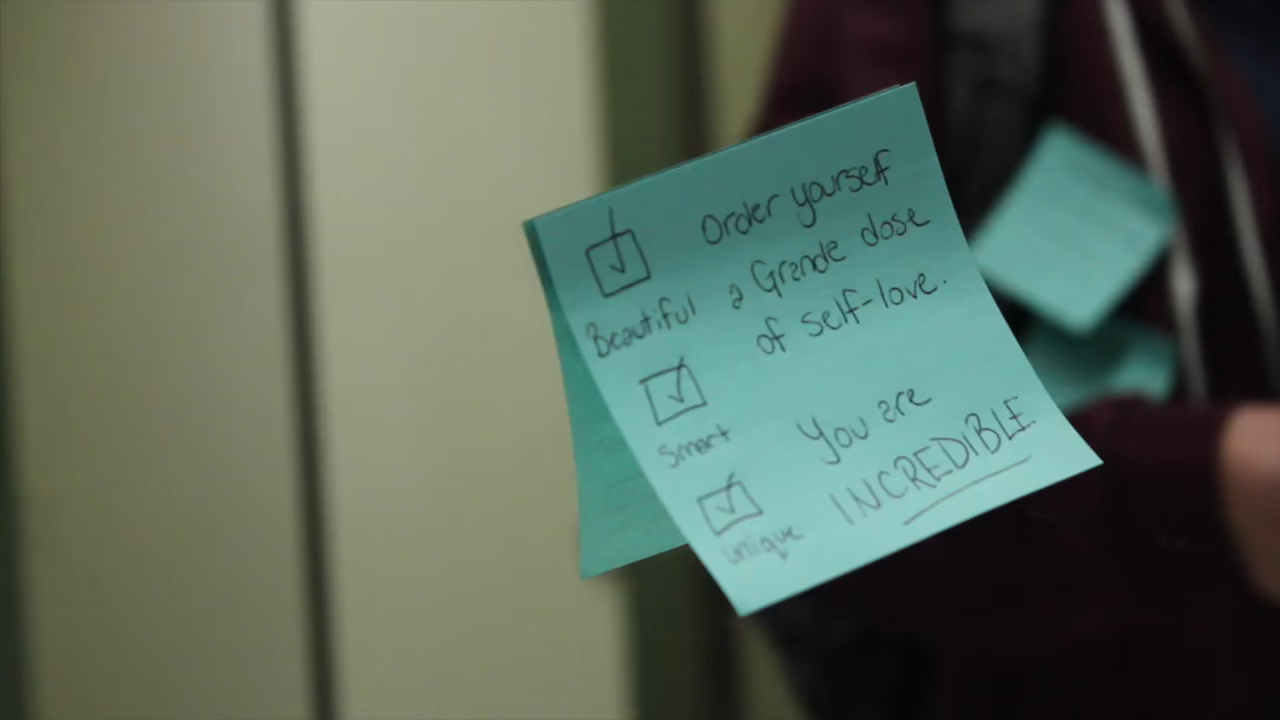 Order yourself
a Grande dose
of self-love.
You are
INCREDIBLE.
Beautiful
Smart
unique